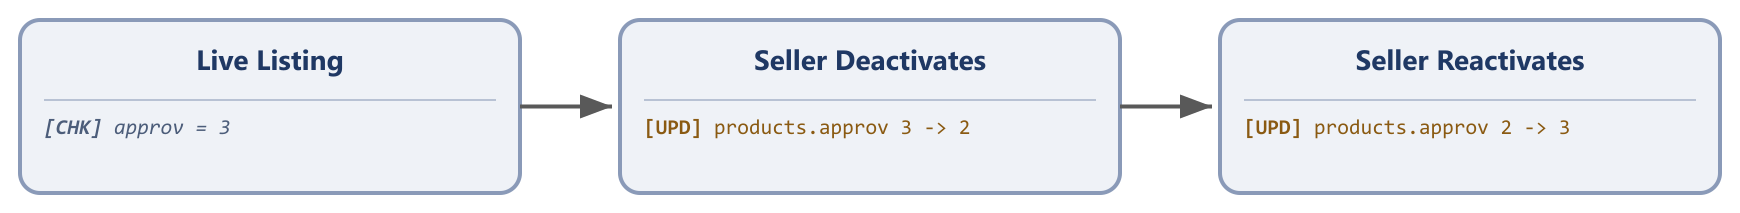 Live Listing
[CHK] approv = 3
Seller Deactivates
[UPD] products.approv 3 -> 2
Seller Reactivates
[UPD] products.approv 2 -> 3